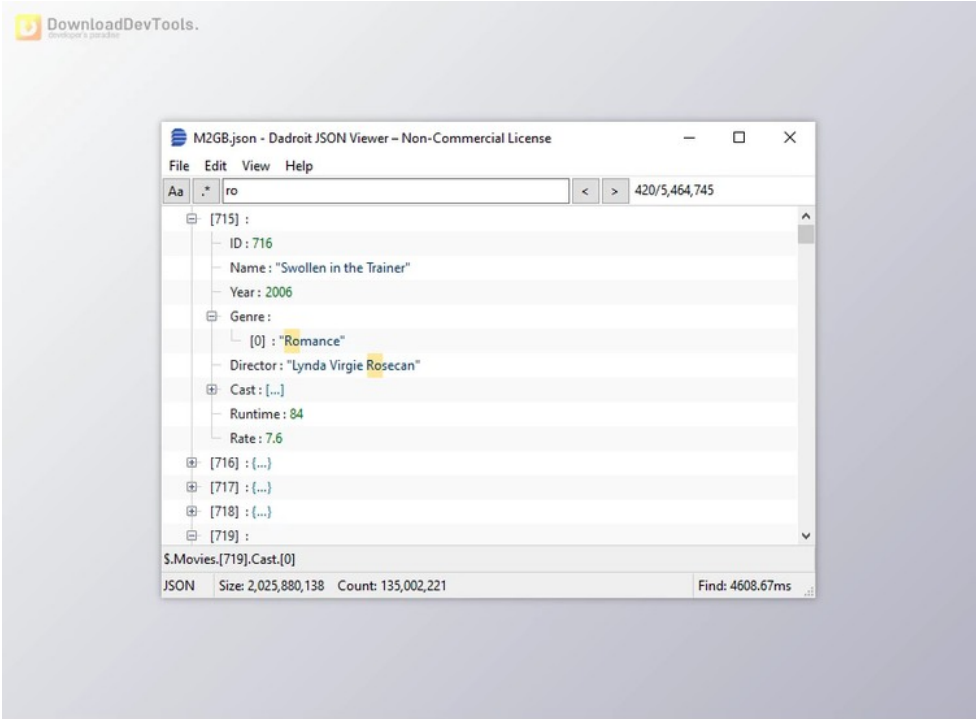 DownloadDevTools.
developer's paradise
M2GB.json - Dadroit JSON Viewer – Non-Commercial License
File Edit View Help
Aa .* ro < > 420/5,464,745
[715] :
ID : 716
Name : "Swollen in the Trainer"
Year : 2006
Genre :
[0] : "Romance"
Director : "Lynda Virgie Rosecan"
Cast : [...]
Runtime : 84
Rate : 7.6
[716] : {...}
[717] : {...}
[718] : {...}
[719] :
$.Movies.[719].Cast.[0]
JSON Size: 2,025,880,138 Count: 135,002,221 Find: 4608.67ms